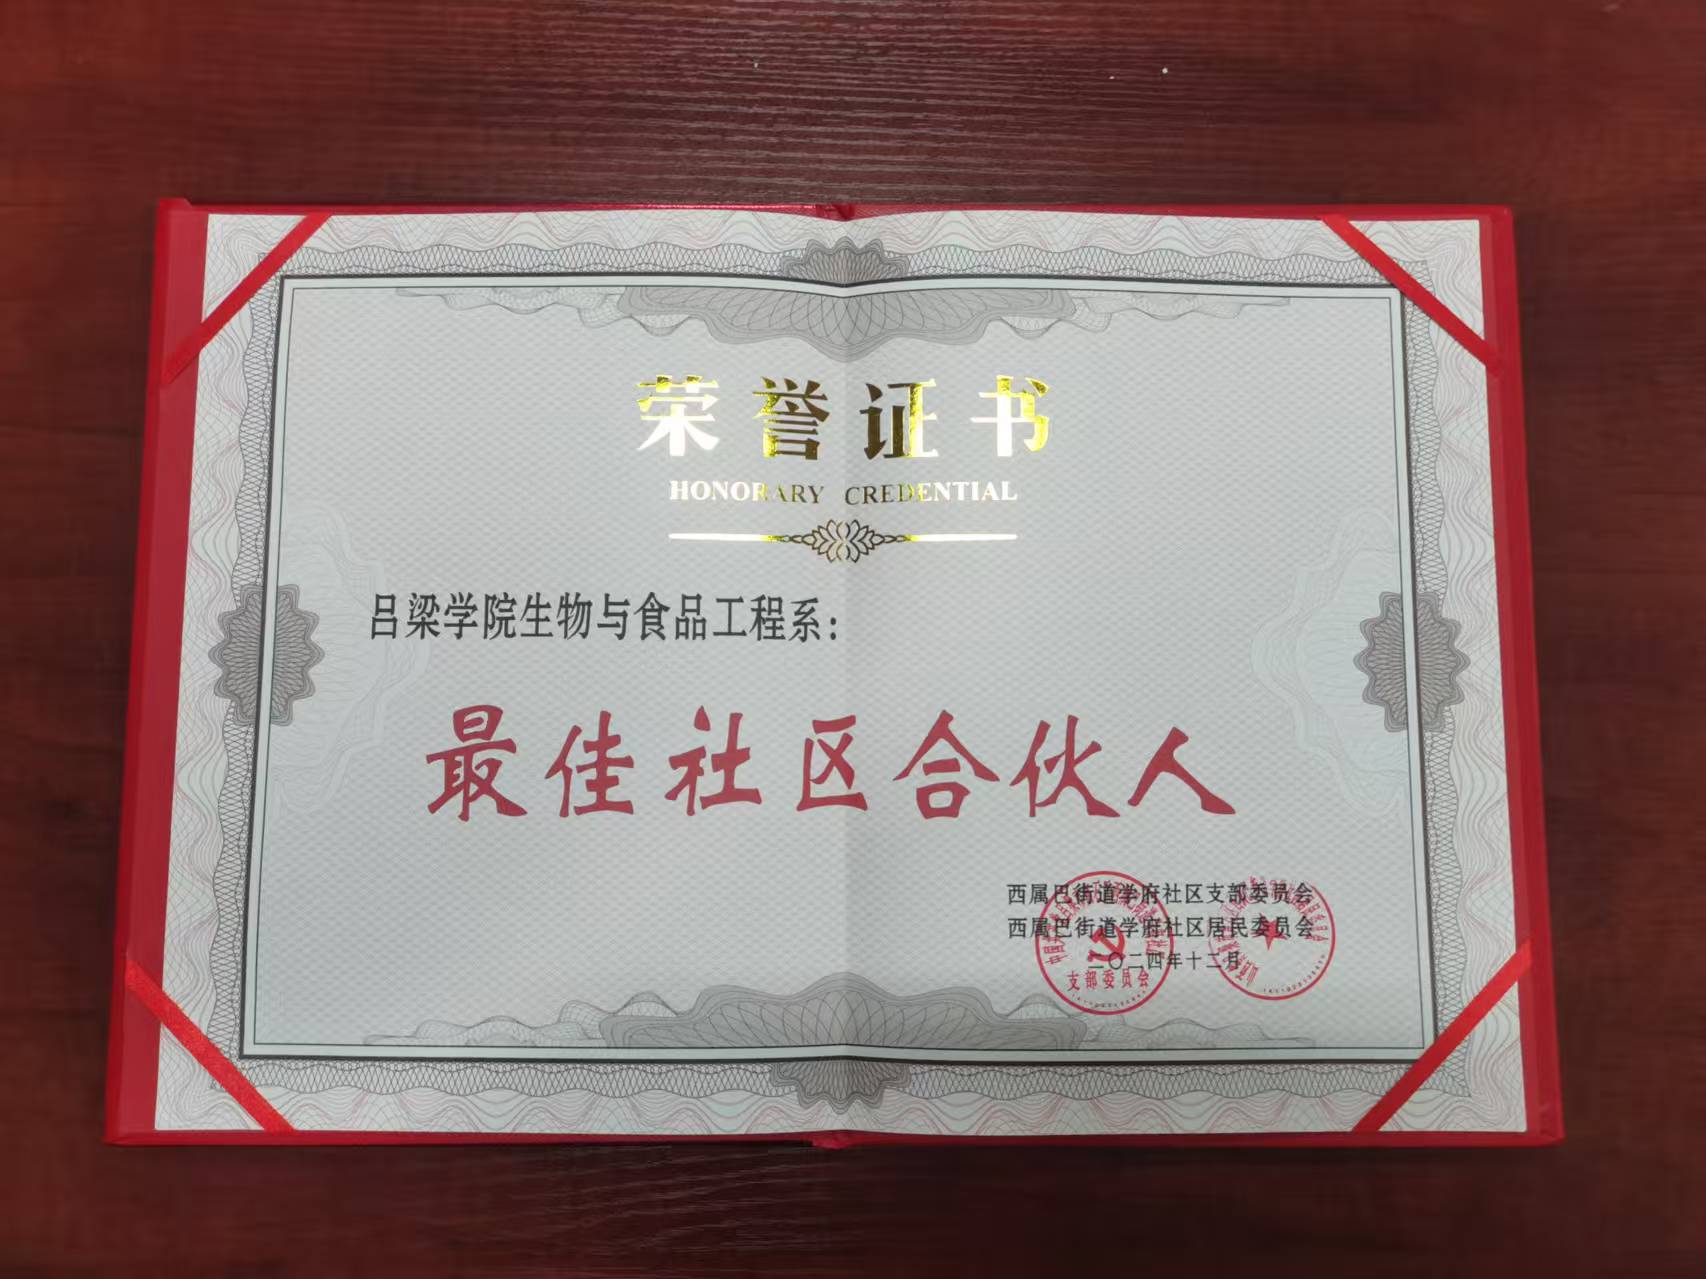 荣誉证书
HONORARY CREDENTIAL
吕梁学院生物与食品工程系：
最佳社区合伙人
西属巴街道学府社区支部委员会
西属巴街道学府社区居民委员会
二〇二四年十二月
支部委员会